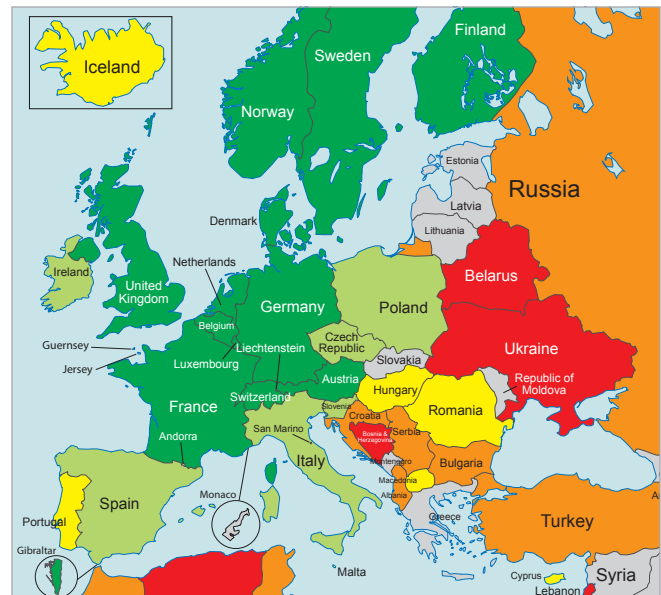 Iceland
Finland
Sweden
Norway
Estonia
Russia
Latvia
Denmark
Lithuania
Netherlands
Ireland
United
Kingdom
Belarus
Germany
Poland
Belgium
Guernsey
Czech
Republic
Ukraine
Liechtenstein
Slovakia
Jersey
Luxembourg
Austria
Republic of
Moldova
Hungary
Switzerland
France
Slovenia
Romania
Croatia
San Marino
Andorra
Bosnia &
Herzegovina
Serbia
Italy
Montenegro
Bulgaria
Macedonia
Monaco
Albania
Spain
Portugal
Greece
Turkey
Gibraltar
Malta
Cyprus
Syria
Lebanon